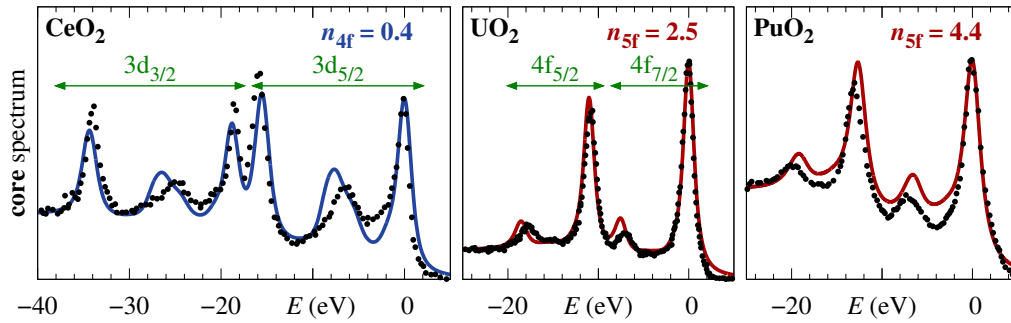 CeO₂
n₄f = 0.4
3d₃/₂
3d₅/₂
core spectrum
−40
−30
−20
E (eV)
0
UO₂
n₅f = 2.5
4f₅/₂
4f₇/₂
−20
E (eV)
0
PuO₂
n₅f = 4.4
−20
E (eV)
0